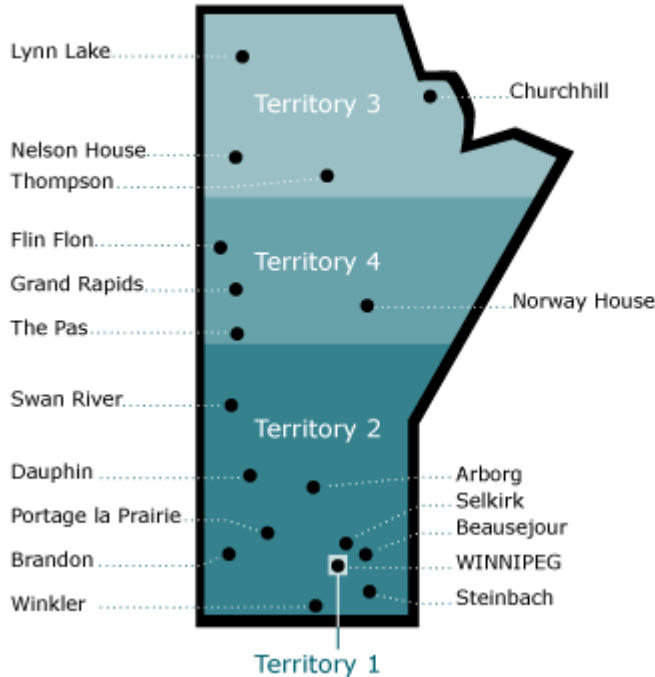 Lynn Lake
Territory 3
Churchhill
Nelson House
Thompson
Flin Flon
Territory 4
Grand Rapids
Norway House
The Pas
Swan River
Territory 2
Dauphin
Arborg
Selkirk
Portage la Prairie
Beausejour
Brandon
WINNIPEG
Winkler
Steinbach
Territory 1